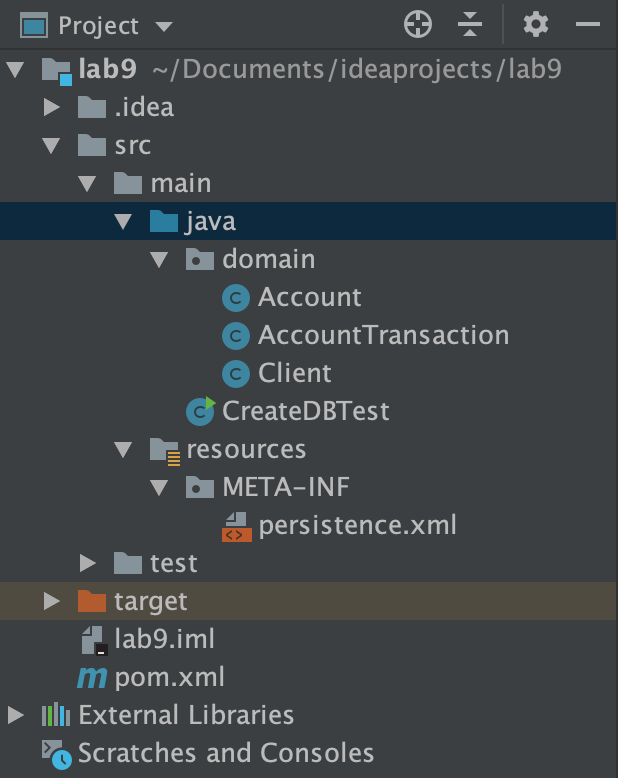 Project
lab9 ~/Documents/ideaprojects/lab9
.idea
src
main
java
domain
Account
AccountTransaction
Client
CreateDBTest
resources
META-INF
persistence.xml
test
target
lab9.iml
pom.xml
External Libraries
Scratches and Consoles